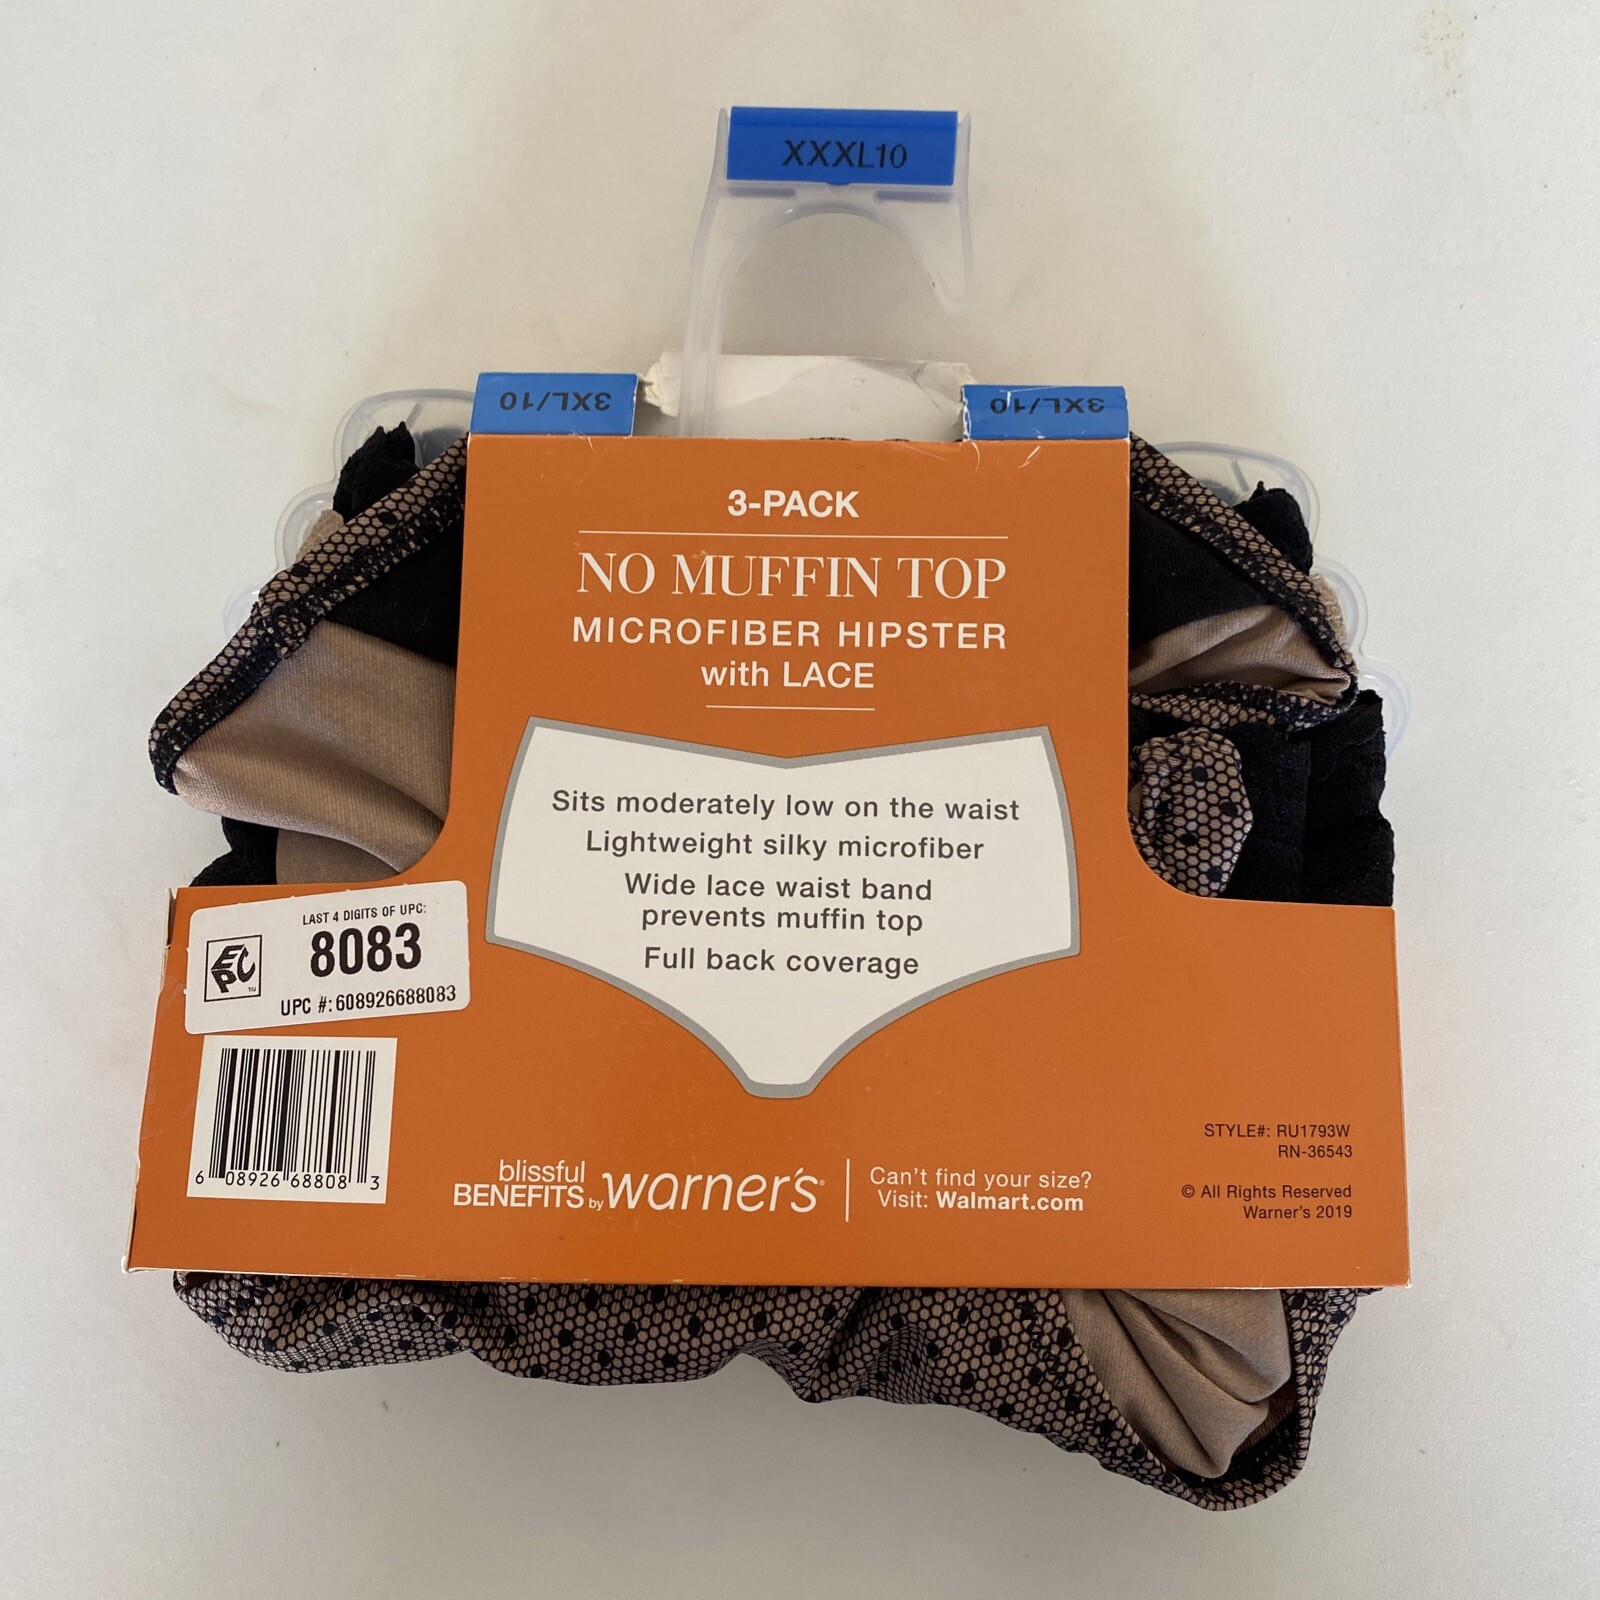 XXXL10
3XL/10
3XL/10
3-PACK
NO MUFFIN TOP
MICROFIBER HIPSTER
with LACE
Sits moderately low on the waist
Lightweight silky microfiber
Wide lace waist band
prevents muffin top
Full back coverage
LAST 4 DIGITS OF UPC:
EPC
TM
8083
UPC #: 608926688083
6 08926 68808 3
blissful
BENEFITS by warner's®
Can't find your size?
Visit: Walmart.com
STYLE#: RU1793W
RN-36543
© All Rights Reserved
Warner's 2019